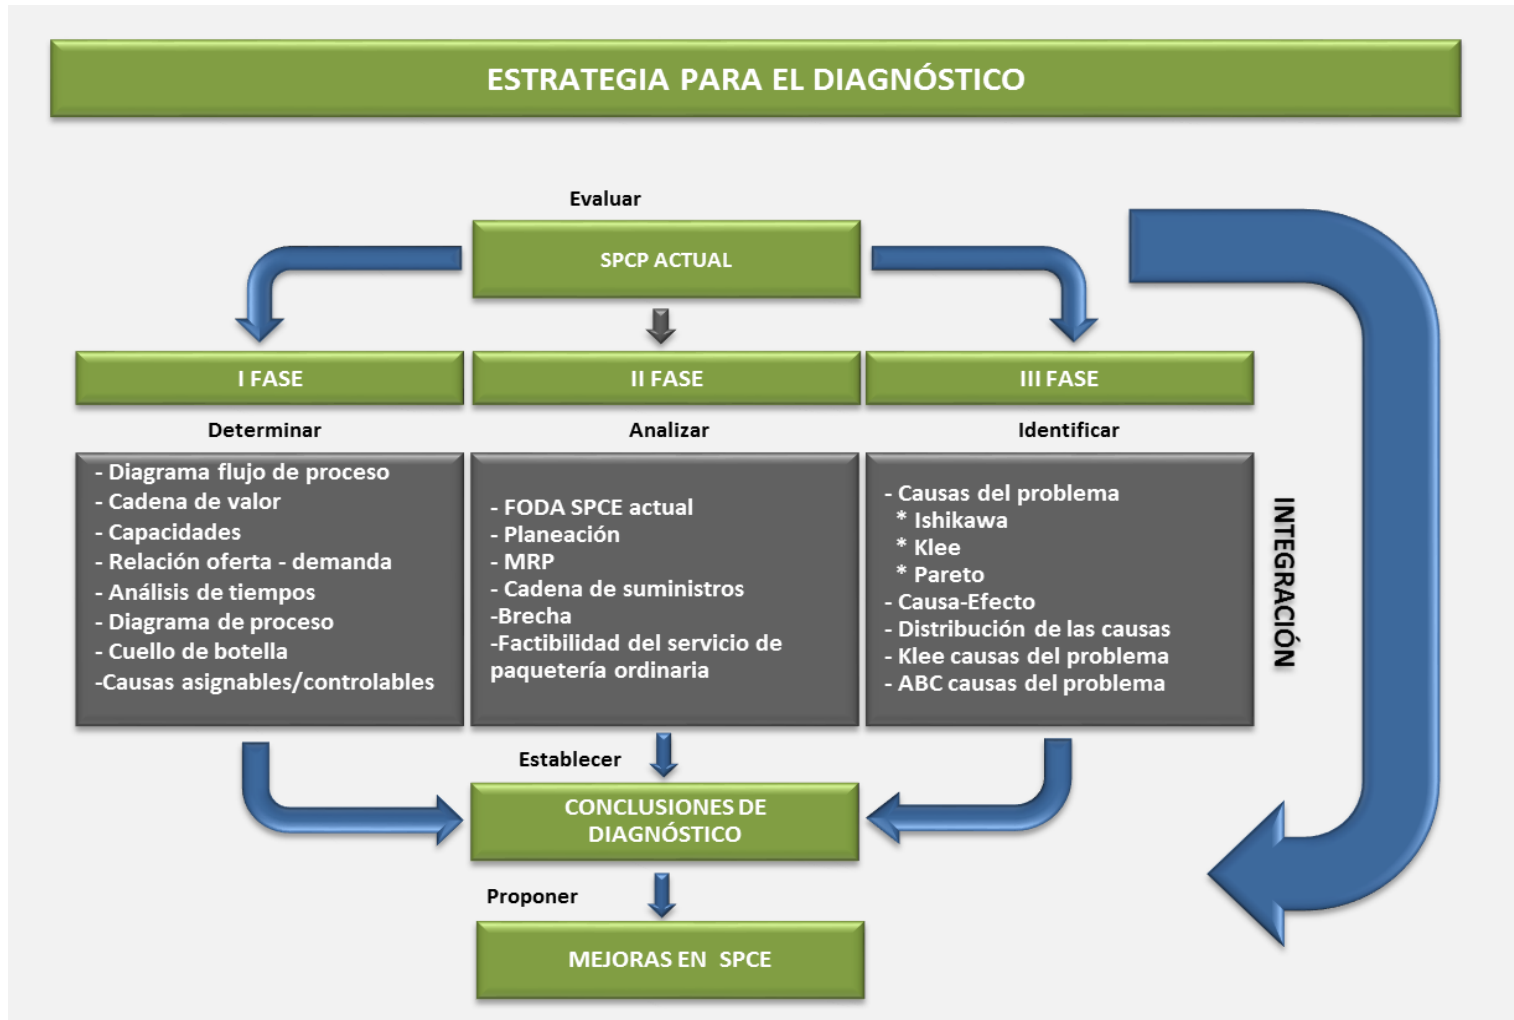 ESTRATEGIA PARA EL DIAGNÓSTICO
Evaluar
SPCP ACTUAL
I FASE
II FASE
III FASE
Determinar
Analizar
Identificar
- Diagrama flujo de proceso
- Cadena de valor
- Capacidades
- Relación oferta - demanda
- Análisis de tiempos
- Diagrama de proceso
- Cuello de botella
-Causas asignables/controlables
- FODA SPCE actual
- Planeación
- MRP
- Cadena de suministros
-Brecha
-Factibilidad del servicio de
paquetería ordinaria
- Causas del problema
* Ishikawa
* Klee
* Pareto
- Causa-Efecto
- Distribución de las causas
- Klee causas del problema
- ABC causas del problema
INTEGRACIÓN
Establecer
CONCLUSIONES DE
DIAGNÓSTICO
Proponer
MEJORAS EN SPCE